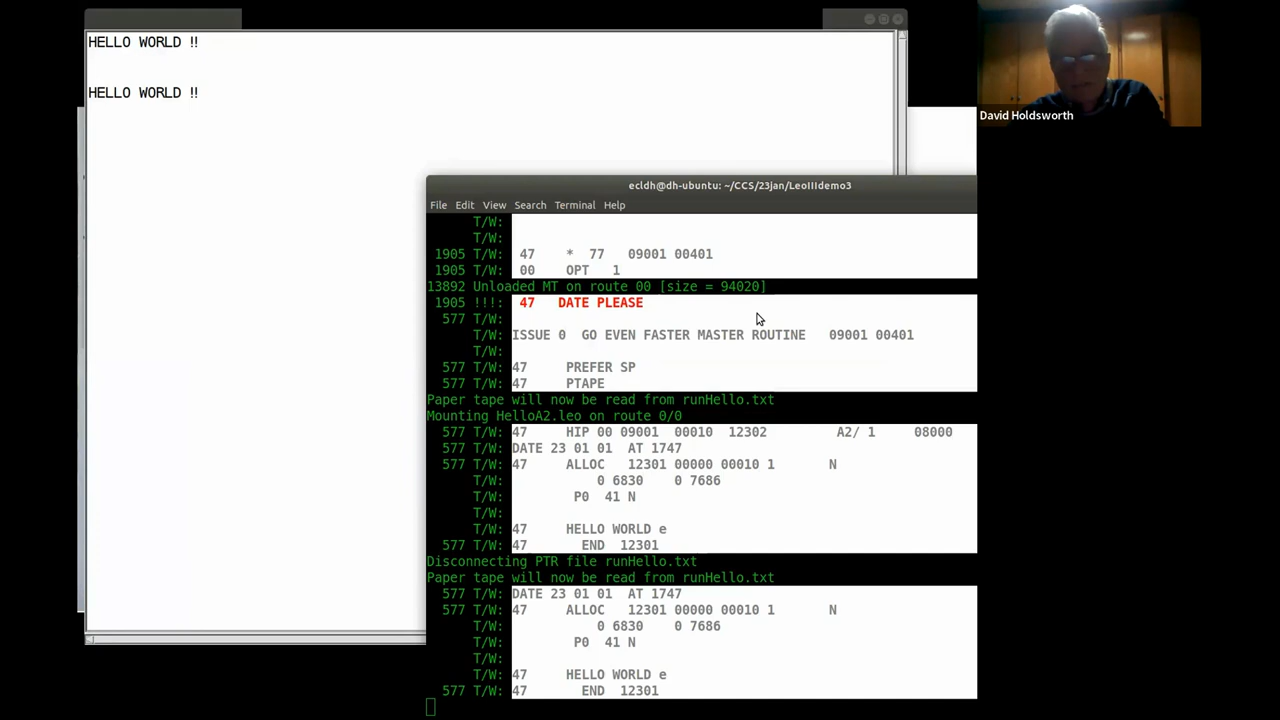 HELLO WORLD !!
HELLO WORLD !!
David Holdsworth
ecldh@dh-ubuntu: ~/CCS/23jan/LeoIIIdemo3
File Edit View Search Terminal Help
T/W:
T/W:
1905 T/W: 47 * 77 09001 00401
1905 T/W: 00 OPT 1
13892 Unloaded MT on route 00 [size = 94020]
1905 !!!: 47 DATE PLEASE
577 T/W:
T/W: ISSUE 0 GO EVEN FASTER MASTER ROUTINE 09001 00401
T/W:
577 T/W: 47 PREFER SP
577 T/W: 47 PTAPE
Paper tape will now be read from runHello.txt
Mounting HelloA2.leo on route 0/0
577 T/W: 47 HIP 00 09001 00010 12302 A2/ 1 08000
577 T/W: DATE 23 01 01 AT 1747
577 T/W: 47 ALLOC 12301 00000 00010 1 N
T/W: 0 6830 0 7686
T/W: P0 41 N
T/W:
T/W: 47 HELLO WORLD e
577 T/W: 47 END 12301
Disconnecting PTR file runHello.txt
Paper tape will now be read from runHello.txt
577 T/W: DATE 23 01 01 AT 1747
577 T/W: 47 ALLOC 12301 00000 00010 1 N
T/W: 0 6830 0 7686
T/W: P0 41 N
T/W:
T/W: 47 HELLO WORLD e
577 T/W: 47 END 12301